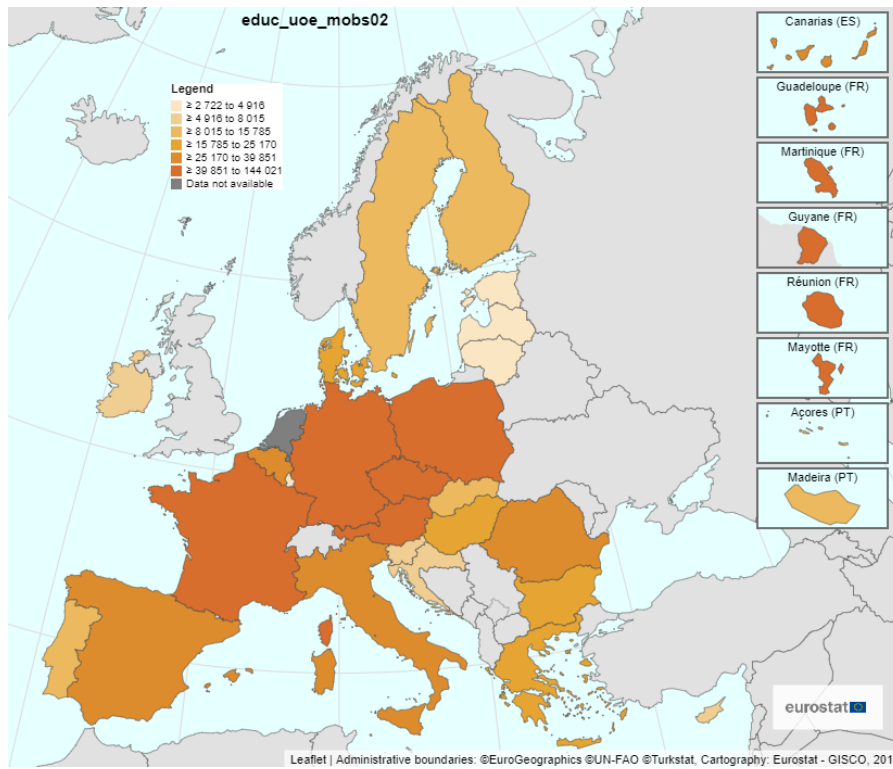 educ_uoe_mobs02
Legend
≥ 2 722 to 4 916
≥ 4 916 to 8 015
≥ 8 015 to 15 785
≥ 15 785 to 25 170
≥ 25 170 to 39 851
≥ 39 851 to 144 021
Data not available
Canarias (ES)
Guadeloupe (FR)
Martinique (FR)
Guyane (FR)
Réunion (FR)
Mayotte (FR)
Açores (PT)
Madeira (PT)
eurostat
Leaflet | Administrative boundaries: ©EuroGeographics ©UN-FAO ©Turkstat, Cartography: Eurostat - GISCO, 201